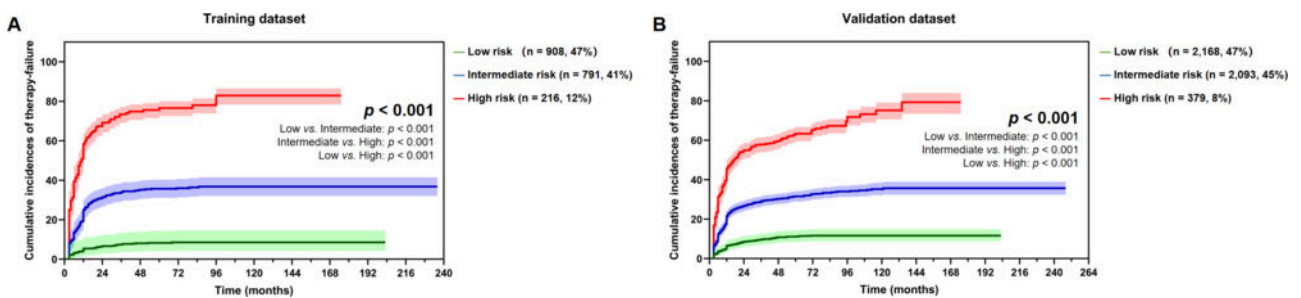 A
Training dataset
Cumulative incidences of therapy-failure
100
80
60
40
20
0
0 24 48 72 96 120 144 168 192 216 240
Time (months)
p < 0.001
Low vs. Intermediate: p < 0.001
Intermediate vs. High: p < 0.001
Low vs. High: p < 0.001
Low risk (n = 908, 47%)
Intermediate risk (n = 791, 41%)
High risk (n = 216, 12%)
B
Validation dataset
Cumulative incidences of therapy-failure
100
80
60
40
20
0
0 24 48 72 96 120 144 168 192 216 240 264
Time (months)
p < 0.001
Low vs. Intermediate: p < 0.001
Intermediate vs. High: p < 0.001
Low vs. High: p < 0.001
Low risk (n = 2,168, 47%)
Intermediate risk (n = 2,093, 45%)
High risk (n = 379, 8%)